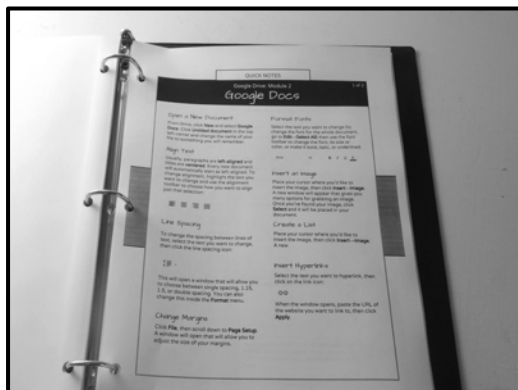 QUICK NOTES
Google Drive: Module 2
1 of 2
Google Docs
Open a New Document
From Drive, click New and select Google
Docs. Click Untitled document in the top
left corner and change the name of your
file to something you will remember.
Align Text
Usually, paragraphs are left-aligned and
titles are centered. Every new document
will automatically start as left-aligned. To
change alignment, highlight the text you
want to change and use the alignment
toolbar to choose how you want to align
that selection.
Line Spacing
To change the spacing between lines of
text, select the text you want to change,
then click the line spacing icon:
This will open a window that will allow you
to choose between single spacing, 1.15,
1.5, or double spacing. You can also
change this inside the Format menu.
Change Margins
Click File, then scroll down to Page Setup.
A window will open that will allow you to
adjust the size of your margins.
Format Fonts
Select the text you want to change (to
change the font for the whole document,
go to Edit - Select All) then use the font
toolbar to change the font, its size or
color, or make it bold, italic, or underlined.
B I U A
Insert an Image
Place your cursor where you'd like to
insert the image, then click Insert - Image.
A new window will appear that gives you
many options for grabbing an image.
Once you've found your image, click
Select and it will be placed in your
document.
Create a List
Place your cursor where you'd like to
insert the image, then click Insert - Image.
A new
Insert Hyperlinks
Select the text you want to hyperlink, then
click on the link icon:
When the window opens, paste the URL of
the website you want to link to, then click
Apply.